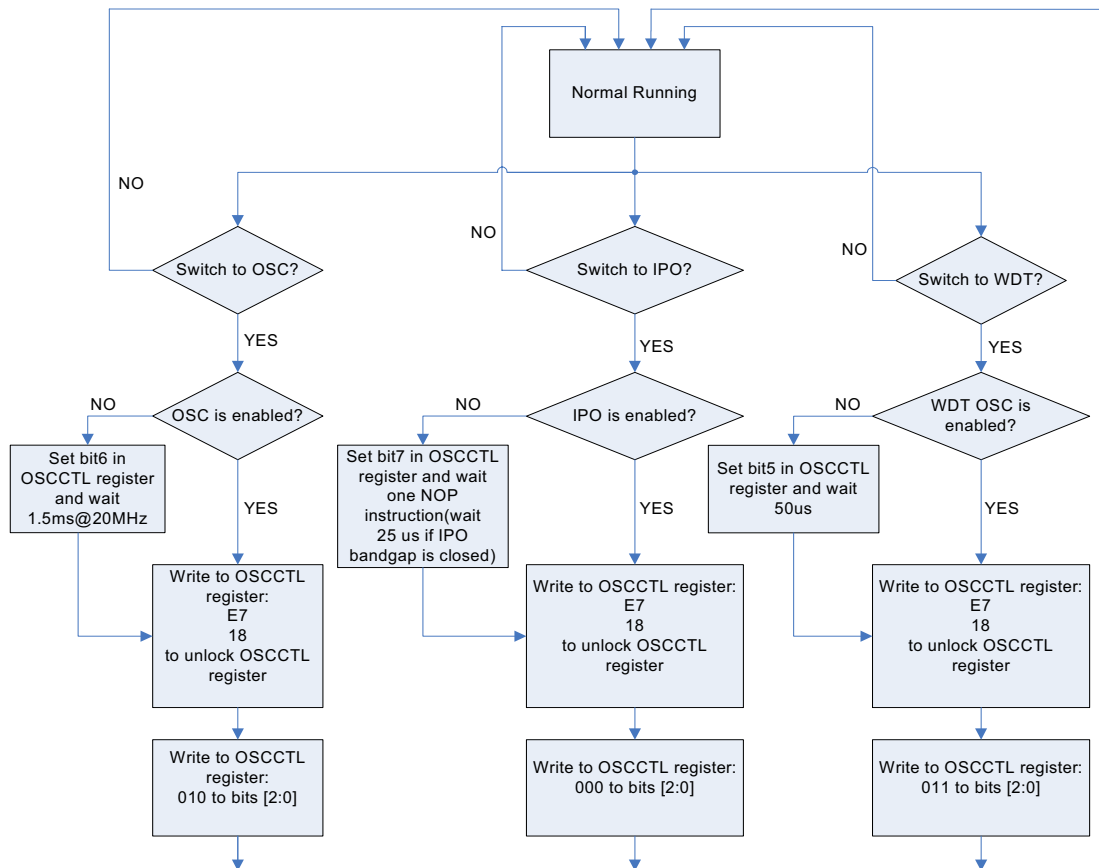 Normal Running
NO
NO
NO
Switch to OSC?
Switch to IPO?
Switch to WDT?
YES
YES
YES
NO
OSC is enabled?
NO
IPO is enabled?
NO
WDT OSC is
enabled?
Set bit6 in
OSCCTL register
and wait
1.5ms@20MHz
YES
Set bit7 in OSCCTL
register and wait
one NOP
instruction(wait
25 us if IPO
bandgap is closed)
YES
Set bit5 in OSCCTL
register and wait
50us
YES
Write to OSCCTL
register:
E7
18
to unlock OSCCTL
register
Write to OSCCTL register:
E7
18
to unlock OSCCTL
register
Write to OSCCTL register:
E7
18
to unlock OSCCTL
register
Write to OSCCTL
register:
010 to bits [2:0]
Write to OSCCTL register:
000 to bits [2:0]
Write to OSCCTL register:
011 to bits [2:0]